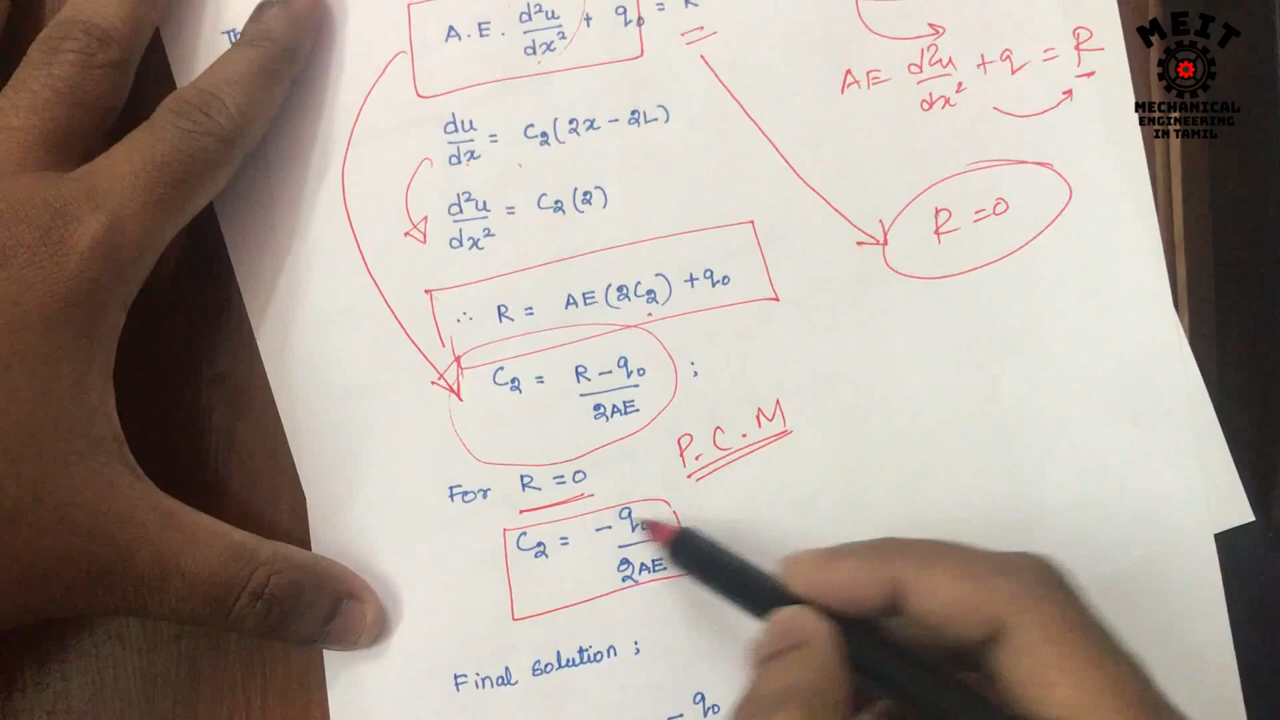 A.E. d²u/dx² + q₀ = R
du/dx = C₂(2x − 2L)
d²u/dx² = C₂(2)
∴ R = AE(2C₂) + q₀
C₂ = R − q₀/2AE ;
P.C.M
For R = 0
C₂ = − q₀/2AE
Final solution ;
− q₀
AE d²u/dx² + q = R
R = 0
MEIT
MECHANICAL
ENGINEERING
IN TAMIL